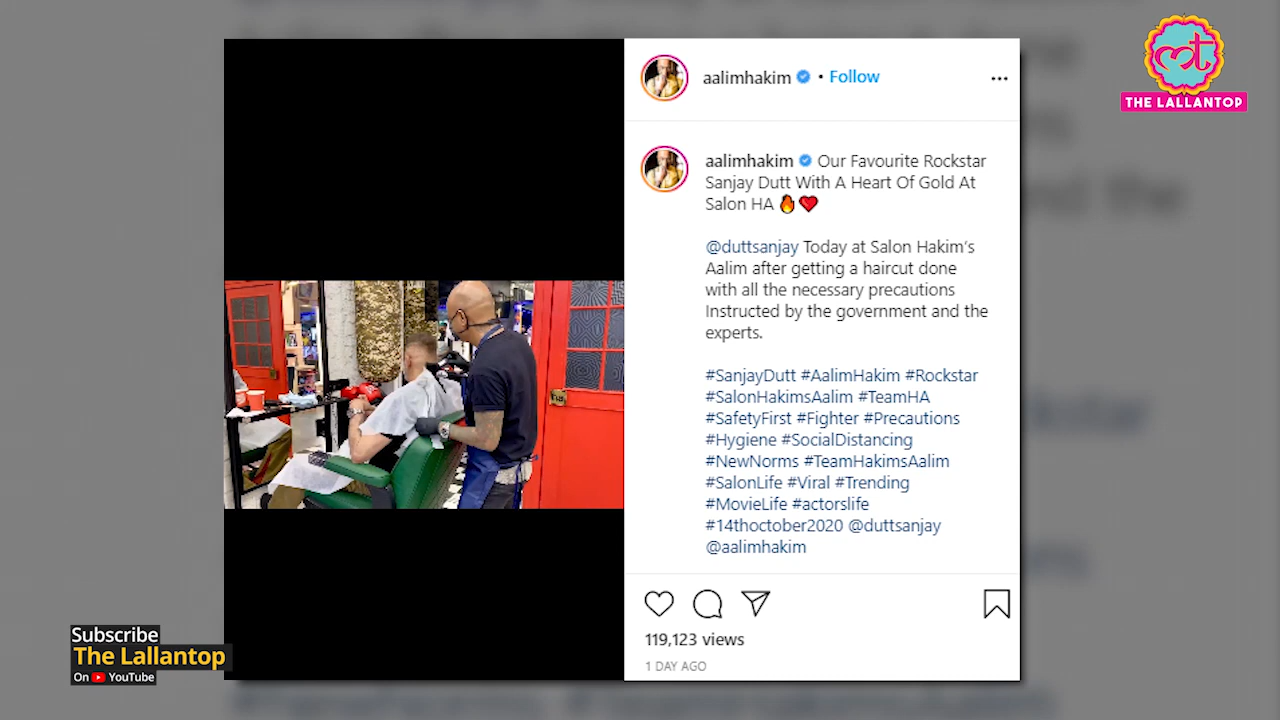 THE LALLANTOP
aalimhakim • Follow
aalimhakim Our Favourite Rockstar
Sanjay Dutt With A Heart Of Gold At
Salon HA 🔥❤️
@duttsanjay Today at Salon Hakim's
Aalim after getting a haircut done
with all the necessary precautions
Instructed by the government and the
experts.
#SanjayDutt #AalimHakim #Rockstar
#SalonHakimsAalim #TeamHA
#SafetyFirst #Fighter #Precautions
#Hygiene #SocialDistancing
#NewNorms #TeamHakimsAalim
#SalonLife #Viral #Trending
#MovieLife #actorslife
#14thoctober2020 @duttsanjay
@aalimhakim
119,123 views
1 DAY AGO
Subscribe
The Lallantop
On YouTube